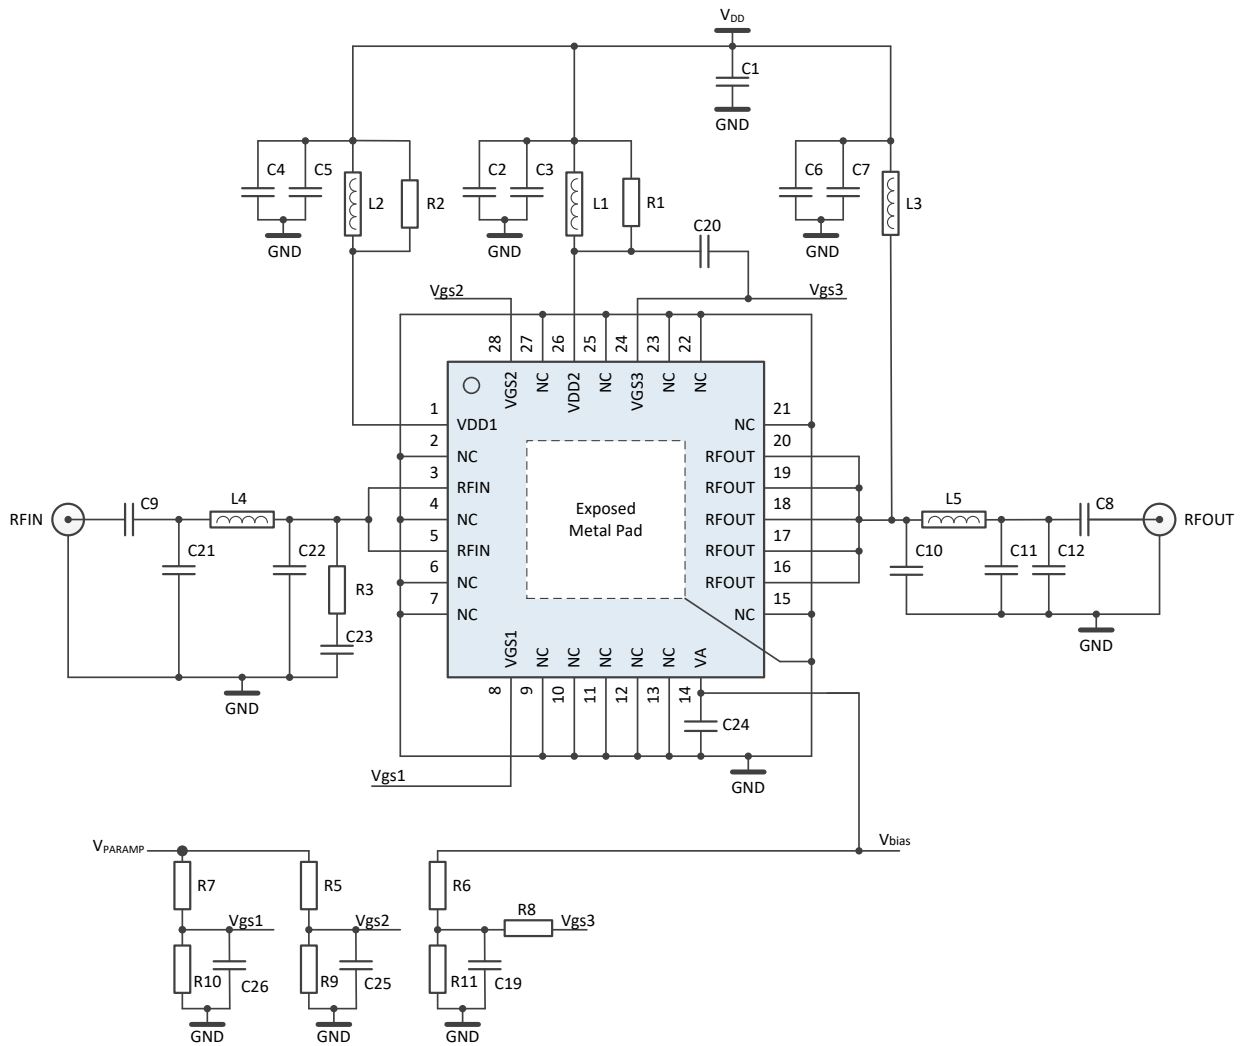 VDD
C1
GND
C4 C5 L2 R2
GND
C2 C3 L1 R1
GND
C20
C6 C7 L3
GND
Vgs2
Vgs3
28 27 26 25 24 23 22
VGS2 NC VDD2 NC VGS3 NC NC
1 VDD1
2 NC
3 RFIN
4 NC
5 RFIN
6 NC
7 NC
21 NC
20 RFOUT
19 RFOUT
18 RFOUT
17 RFOUT
16 RFOUT
15 NC
Exposed
Metal Pad
VGS1 NC NC NC NC NC VA
8 9 10 11 12 13 14
RFIN
C9
L4
C21
C22
R3
C23
GND
L5
C8
RFOUT
C10
C11
C12
GND
C24
GND
Vgs1
VPARAMP
R7
R5
Vgs1
Vgs2
R10
C26
R9
C25
GND
GND
Vbias
R6
R8
Vgs3
R11
C19
GND